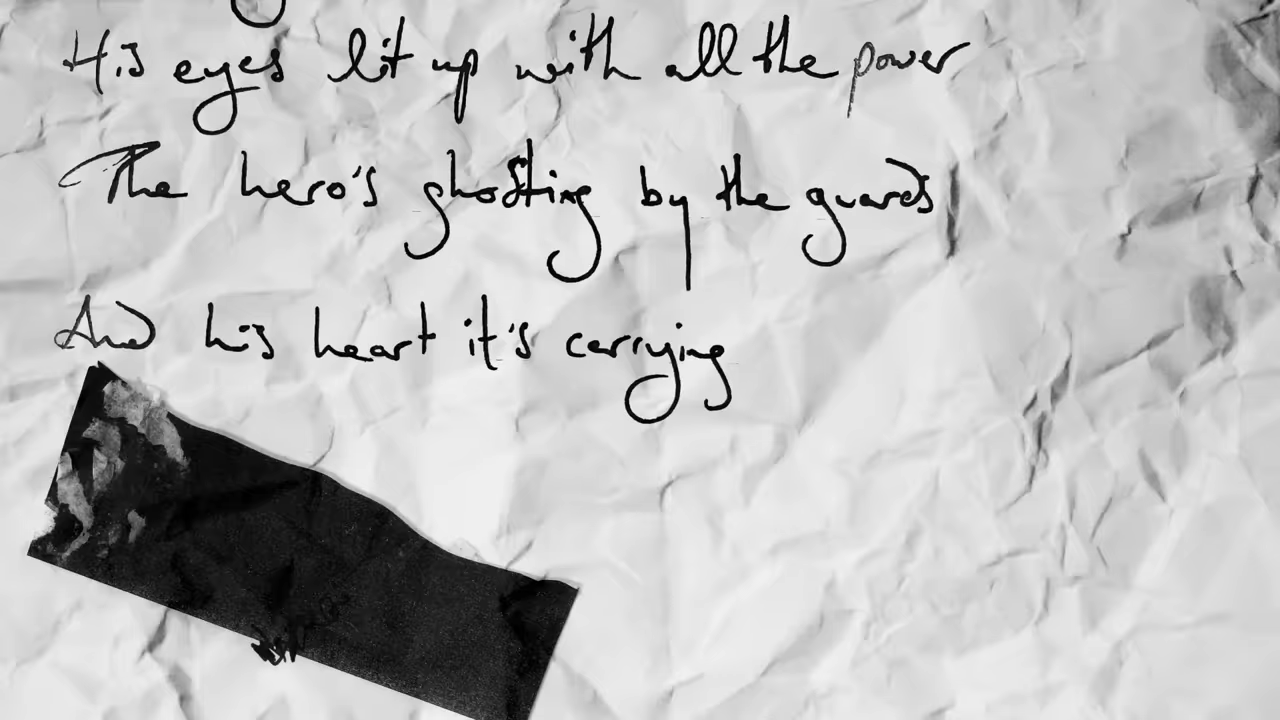 His eyes lit up with all the power
The hero's ghosting by the guards
And his heart it's carrying